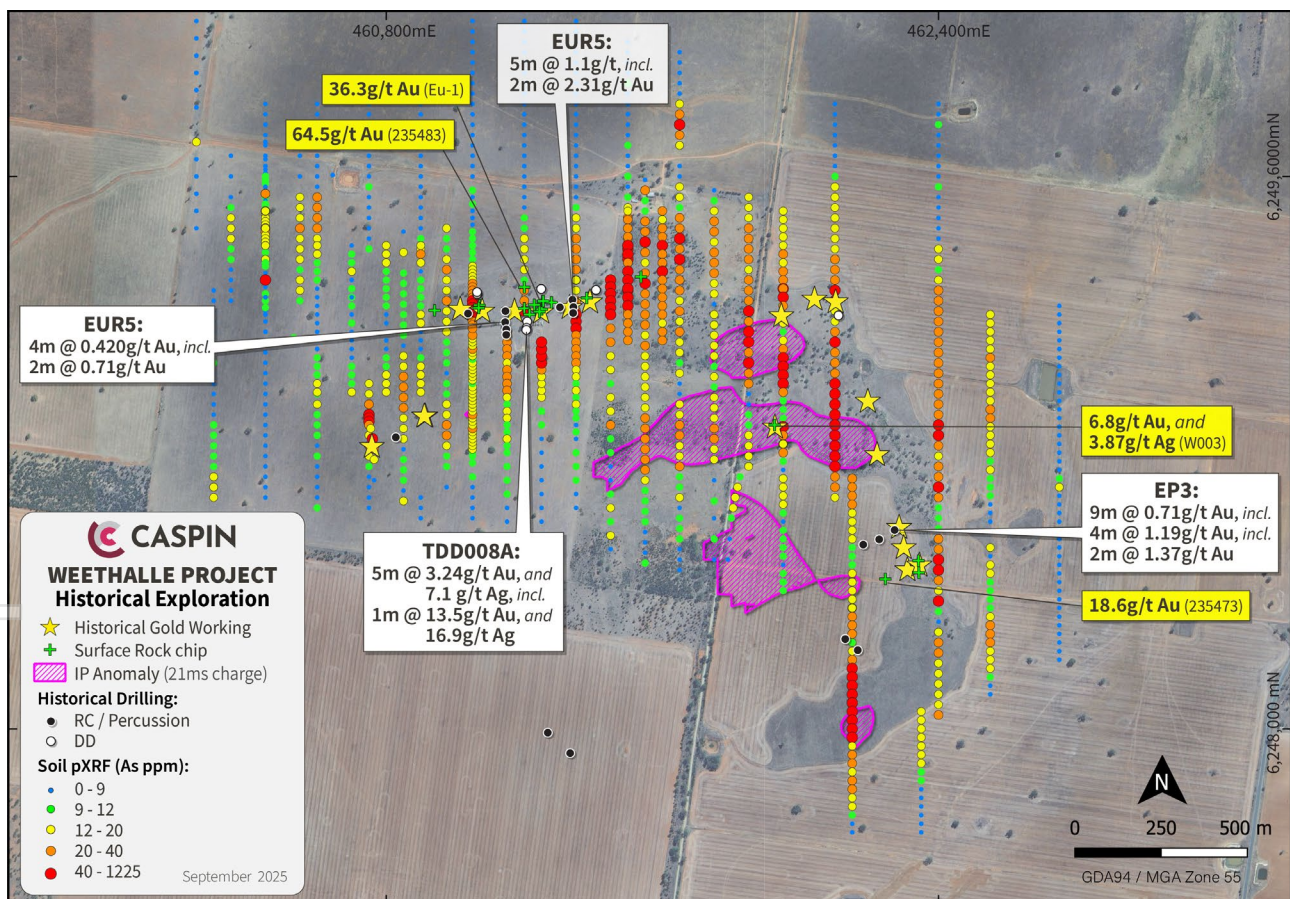 460,800mE
462,400mE
6,249,6000mN
6,248,000 mN
EUR5:
5m @ 1.1g/t, incl.
2m @ 2.31g/t Au
36.3g/t Au (Eu-1)
64.5g/t Au (235483)
EUR5:
4m @ 0.420g/t Au, incl.
2m @ 0.71g/t Au
6.8g/t Au, and
3.87g/t Ag (W003)
EP3:
9m @ 0.71g/t Au, incl.
4m @ 1.19g/t Au, incl.
2m @ 1.37g/t Au
TDD008A:
5m @ 3.24g/t Au, and
7.1 g/t Ag, incl.
1m @ 13.5g/t Au, and
16.9g/t Ag
18.6g/t Au (235473)
CASPIN
WEETHALLE PROJECT
Historical Exploration
Historical Gold Working
Surface Rock chip
IP Anomaly (21ms charge)
Historical Drilling:
RC / Percussion
DD
Soil pXRF (As ppm):
0 - 9
9 - 12
12 - 20
20 - 40
40 - 1225
September 2025
N
0 250 500 m
GDA94 / MGA Zone 55